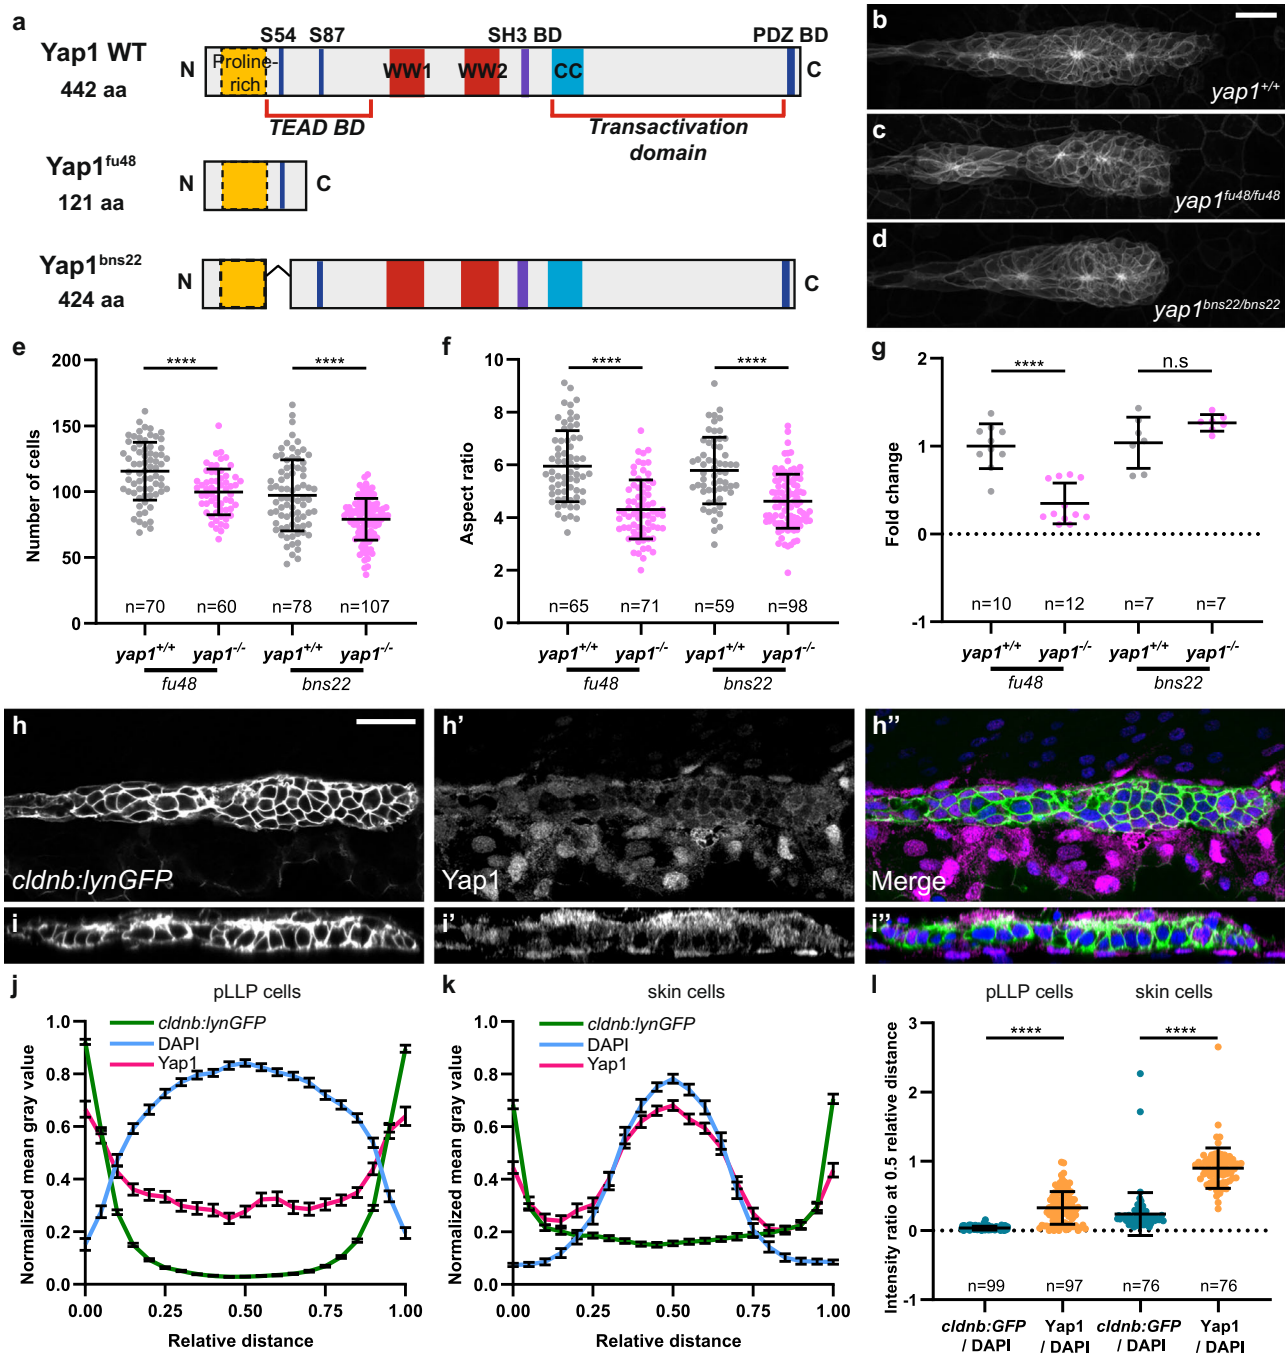 a
Yap1 WT
442 aa
N
Proline-
rich
S54
S87
WW1
WW2
SH3 BD
CC
PDZ BD
C
TEAD BD
Transactivation
domain
Yap1fu48
121 aa
N
C
Yap1bns22
424 aa
N
C
b
yap1+/+
c
yap1fu48/fu48
d
yap1bns22/bns22
e
Number of cells
200
150
100
50
0
****
****
n=70
n=60
n=78
n=107
yap1+/+
yap1-/-
yap1+/+
yap1-/-
fu48
bns22
f
Aspect ratio
10
8
6
4
2
0
****
****
n=65
n=71
n=59
n=98
yap1+/+
yap1-/-
yap1+/+
yap1-/-
fu48
bns22
g
Fold change
2
1
0
-1
****
n.s
n=10
n=12
n=7
n=7
yap1+/+
yap1-/-
yap1+/+
yap1-/-
fu48
bns22
h
cldnb:lynGFP
h'
Yap1
h''
Merge
i
i'
i''
j
pLLP cells
cldnb:lynGFP
DAPI
Yap1
Normalized mean gray value
1.0
0.8
0.6
0.4
0.2
0.0
0.00
0.25
0.50
0.75
1.00
Relative distance
k
skin cells
cldnb:lynGFP
DAPI
Yap1
Normalized mean gray value
1.0
0.8
0.6
0.4
0.2
0.0
0.00
0.25
0.50
0.75
1.00
Relative distance
l
pLLP cells
skin cells
Intensity ratio at 0.5 relative distance
3
2
1
0
-1
****
****
n=99
n=97
n=76
n=76
cldnb:GFP
/ DAPI
Yap1
/ DAPI
cldnb:GFP
/ DAPI
Yap1
/ DAPI